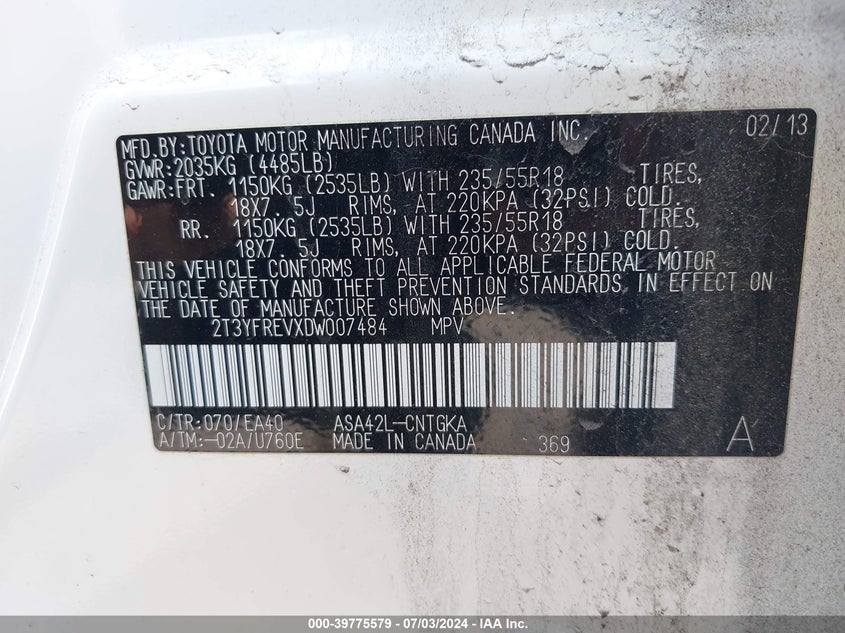 MFD.BY:TOYOTA MOTOR MANUFACTURING CANADA INC. 02/13
GVWR:2035KG (4485LB)
GAWR:FRT. 1150KG (2535LB) WITH 235/55R18 TIRES,
18X7. 5J RIMS, AT 220KPA (32PSI) COLD.
RR. 1150KG (2535LB) WITH 235/55R18 TIRES,
18X7. 5J RIMS, AT 220KPA (32PSI) COLD.
THIS VEHICLE CONFORMS TO ALL APPLICABLE FEDERAL MOTOR
VEHICLE SAFETY AND THEFT PREVENTION STANDARDS IN EFFECT ON
THE DATE OF MANUFACTURE SHOWN ABOVE.
2T3YFREVXDW007484 MPV
C/TR:070/EA40 ASA42L-CNTGKA
A/TM:-02A/U760E MADE IN CANADA 369 A
000-39775579 - 07/03/2024 - IAA Inc.